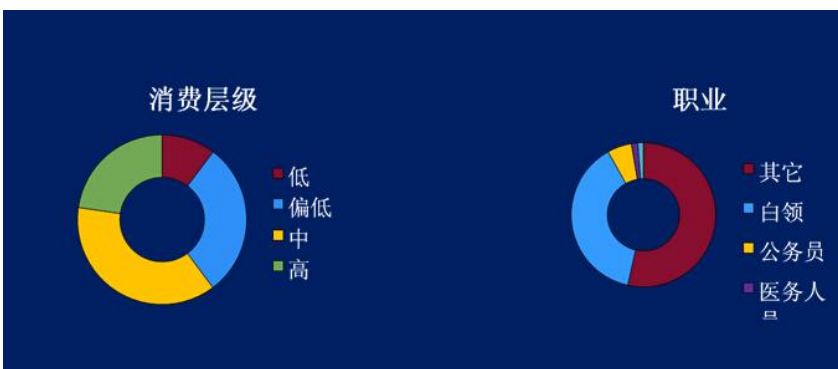 消费层级
低
偏低
中
高
职业
其它
白领
公务员
医务人